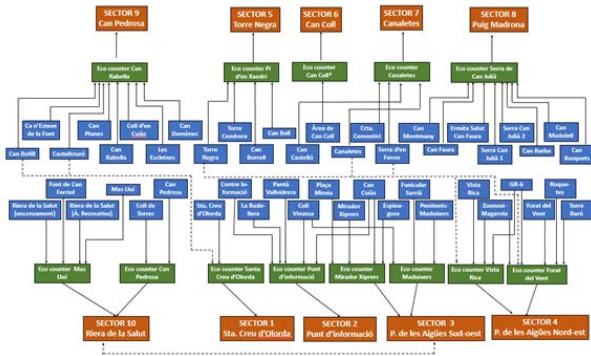 SECTOR 9
Can Pedrosa
SECTOR 5
Torre Negra
SECTOR 6
Can Coll
SECTOR 7
Canaletes
SECTOR 8
Puig Madrona
Eco counter Can
Rabella
Eco counter Pi
d'en Xandri
Eco counter
Can Coll*
Eco counter
Canaletes
Eco counter Serra de
Can Julià
Ca n'Esteve
de la Font
Can
Planes
Coll d'en
Cuiàs
Can
Domènec
Torre
Cendrera
Can Bell
Àrea de
Can Coll
Crta.
Cementiri
Can
Montmany
Ermita Salut
Can Faura
Serra Can
Julià 2
Can
Madolell
Can Bofill
Castellciuró
Can
Rabella
Les
Escletxes
Torre
Negro
Can
Borrell
Can
Castelló
Canaletes
Serra d'en
Ferrer
Can Faura
Serra Can
Julià 1
Can Barba
Can
Busquets
Font de Can
Ferriol
Mas Lluí
Can
Pedrosa
Centre In-
formació
Pantà
Vallvidrera
Plaça
Mireia
Can
Cuiàs
Funicular
Sarrià
Vista
Rica
GR-6
Roque-
tes
Riera de la Salut
(encreuament)
Riera de la Salut
(À. Recreativa)
Coll de
Torres
Sta. Creu
d'Olorda
La Bude-
llera
Coll
Vinassa
Mirador
Xiprers
Espina-
gosa
Penitents-
Maduixers
Zoonosi-
Magarola
Forat
del Vent
Torre
Baró
Eco counter Mas
Lluí
Eco counter Can
Pedrosa
Eco counter Santa
Creu d'Olorda
Eco counter Punt
d'informació
Eco counter
Mirador Xiprers
Eco counter
Maduixers
Eco counter Vista
Rica
Eco counter Forat
del Vent
SECTOR 10
Riera de la Salut
SECTOR 1
Sta. Creu d'Olorda
SECTOR 2
Punt d'informació
SECTOR 3
P. de les Aigües Sud-oest
SECTOR 4
P. de les Aigües Nord-est